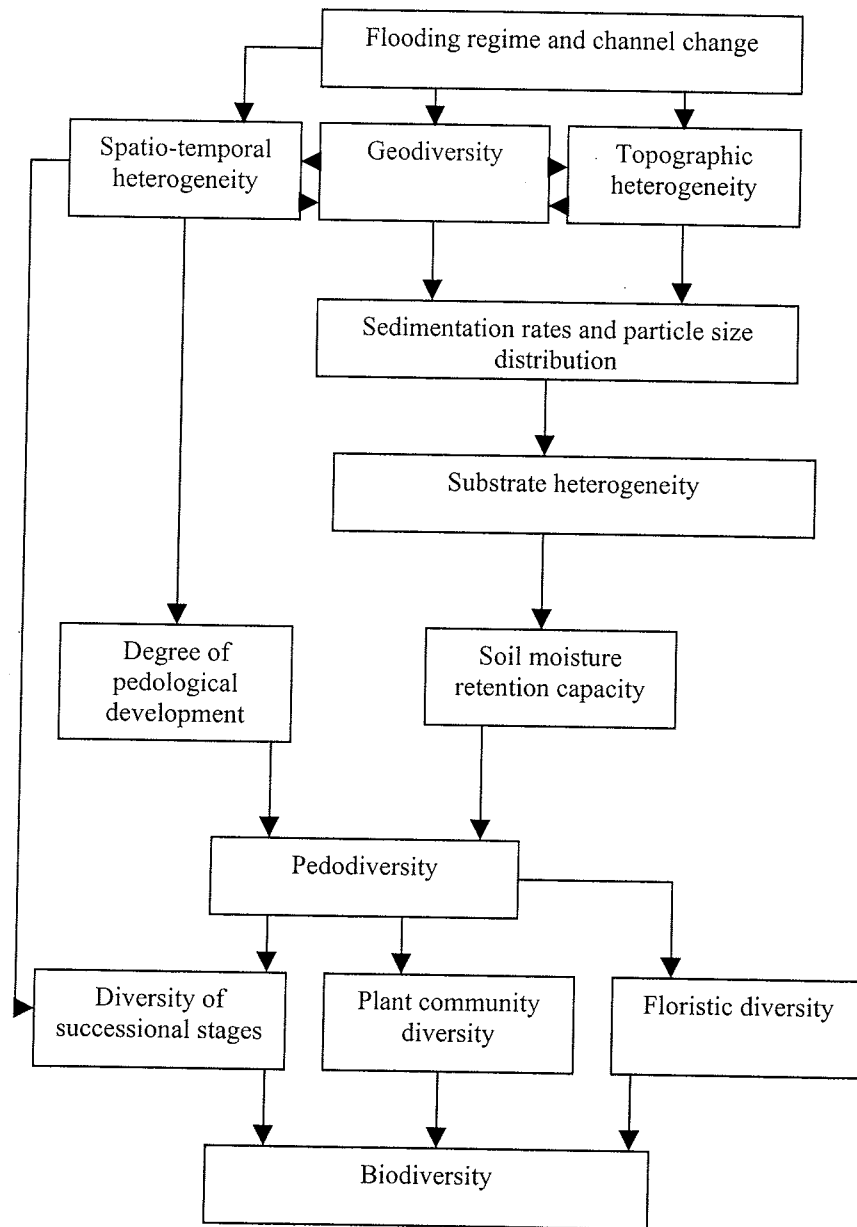 Flooding regime and channel change
Spatio-temporal
heterogeneity
Geodiversity
Topographic
heterogeneity
Sedimentation rates and particle size
distribution
Substrate heterogeneity
Degree of
pedological
development
Soil moisture
retention capacity
Pedodiversity
Diversity of
successional stages
Plant community
diversity
Floristic diversity
Biodiversity